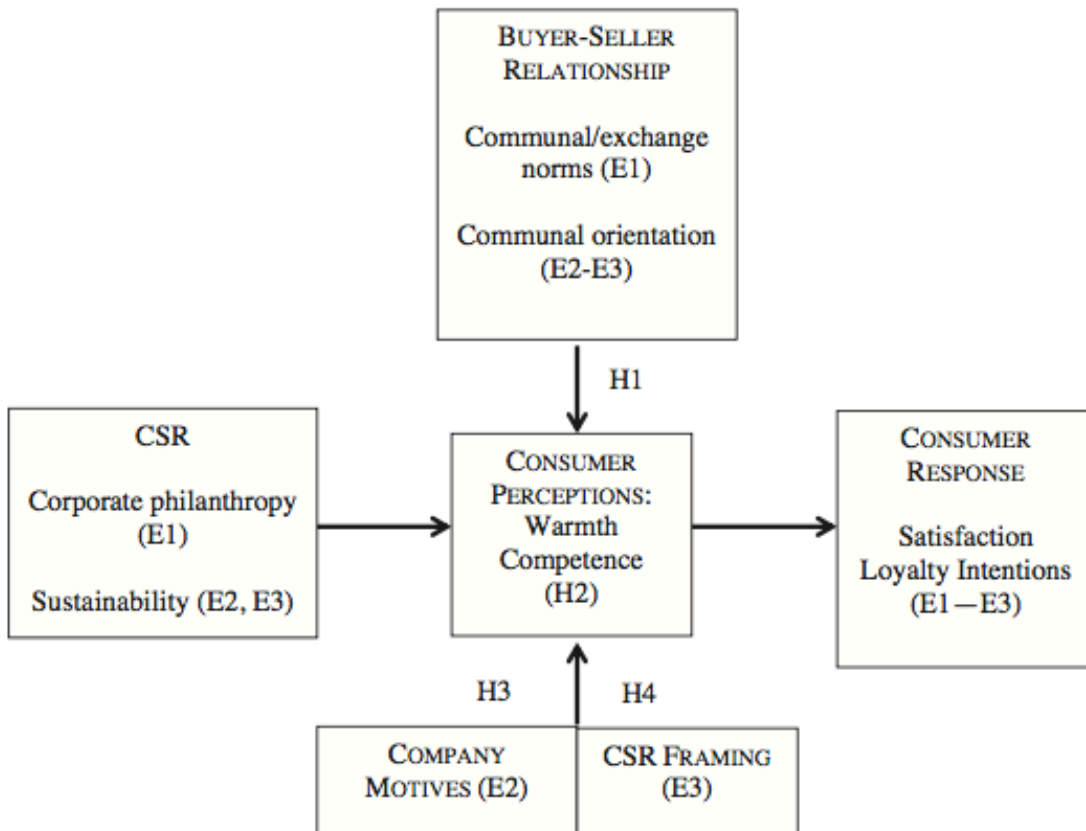 BUYER-SELLER
RELATIONSHIP
Communal/exchange
norms (E1)
Communal orientation
(E2-E3)
H1
CSR
Corporate philanthropy
(E1)
Sustainability (E2, E3)
CONSUMER
PERCEPTIONS:
Warmth
Competence
(H2)
CONSUMER
RESPONSE
Satisfaction
Loyalty Intentions
(E1—E3)
H3
H4
COMPANY
MOTIVES (E2)
CSR FRAMING
(E3)